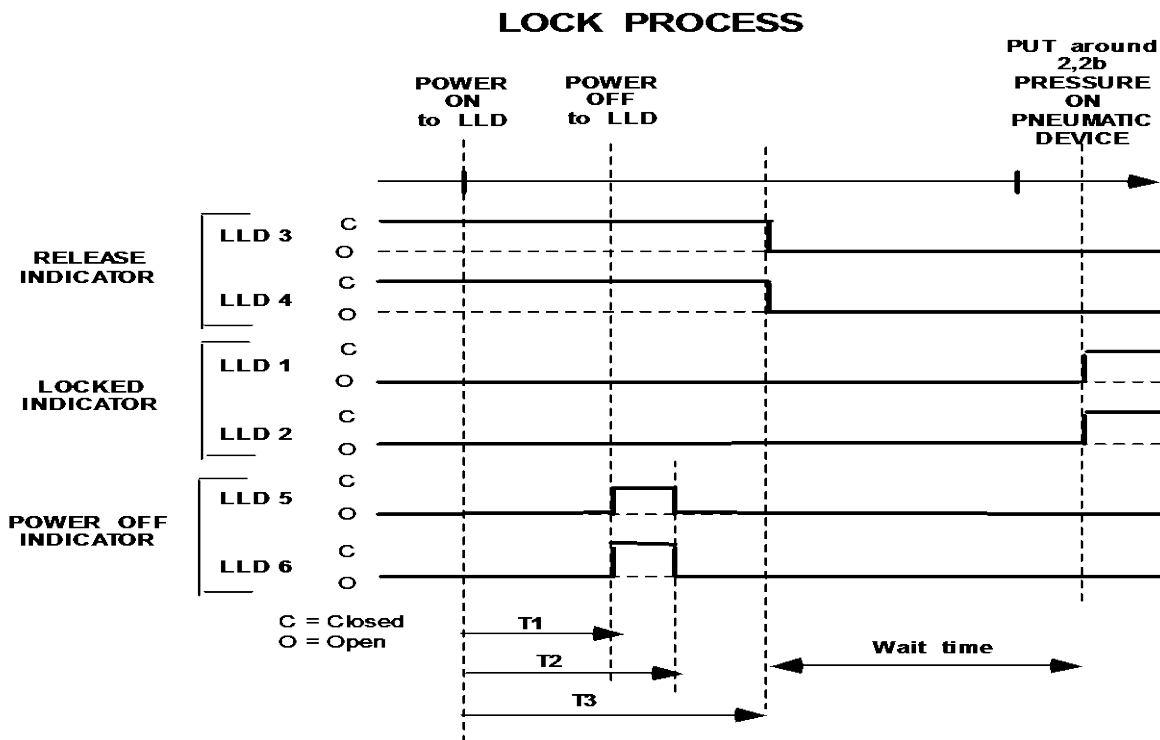 LOCK PROCESS
POWER
ON
to LLD
POWER
OFF
to LLD
PUT around
2,2b
PRESSURE
ON
PNEUMATIC
DEVICE
RELEASE
INDICATOR
LLD 3
C
O
LLD 4
C
O
LOCKED
INDICATOR
LLD 1
C
O
LLD 2
C
O
POWER OFF
INDICATOR
LLD 5
C
O
LLD 6
C
O
C = Closed
O = Open
T1
T2
T3
Wait time